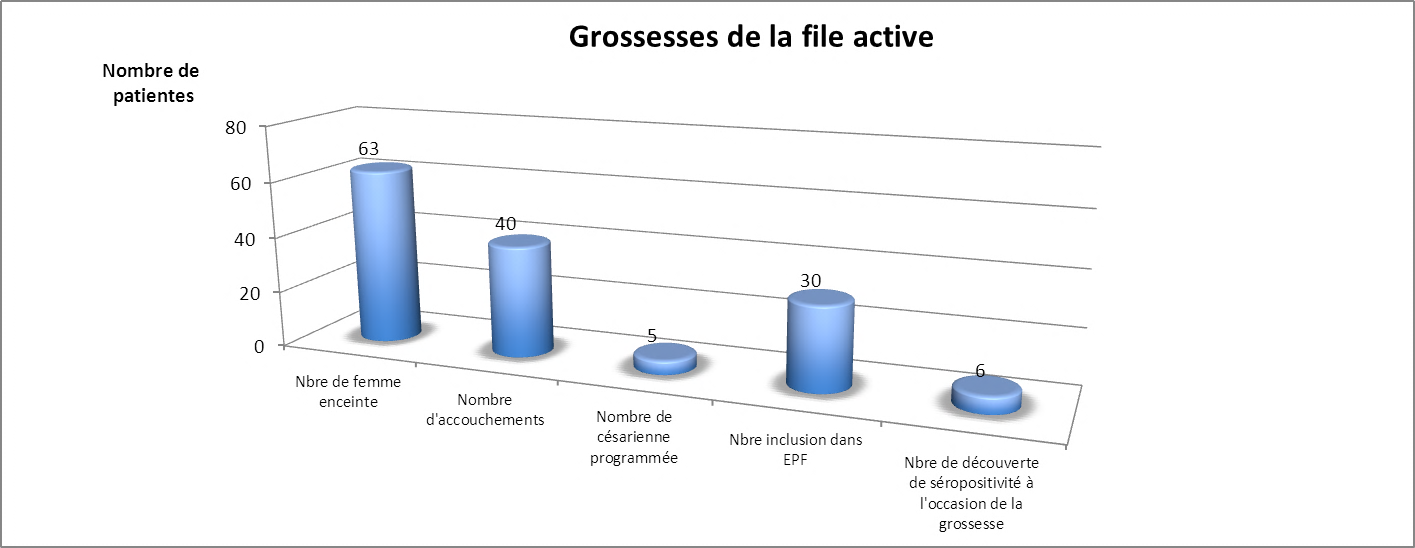 Grossesses de la file active
Nombre de
patientes
80
60
40
20
0
63
40
5
30
6
Nbre de femme
enceinte
Nombre
d'accouchements
Nombre de
césarienne
programmée
Nbre inclusion dans
EPF
Nbre de découverte
de séropositivité à
l'occasion de la
grossesse